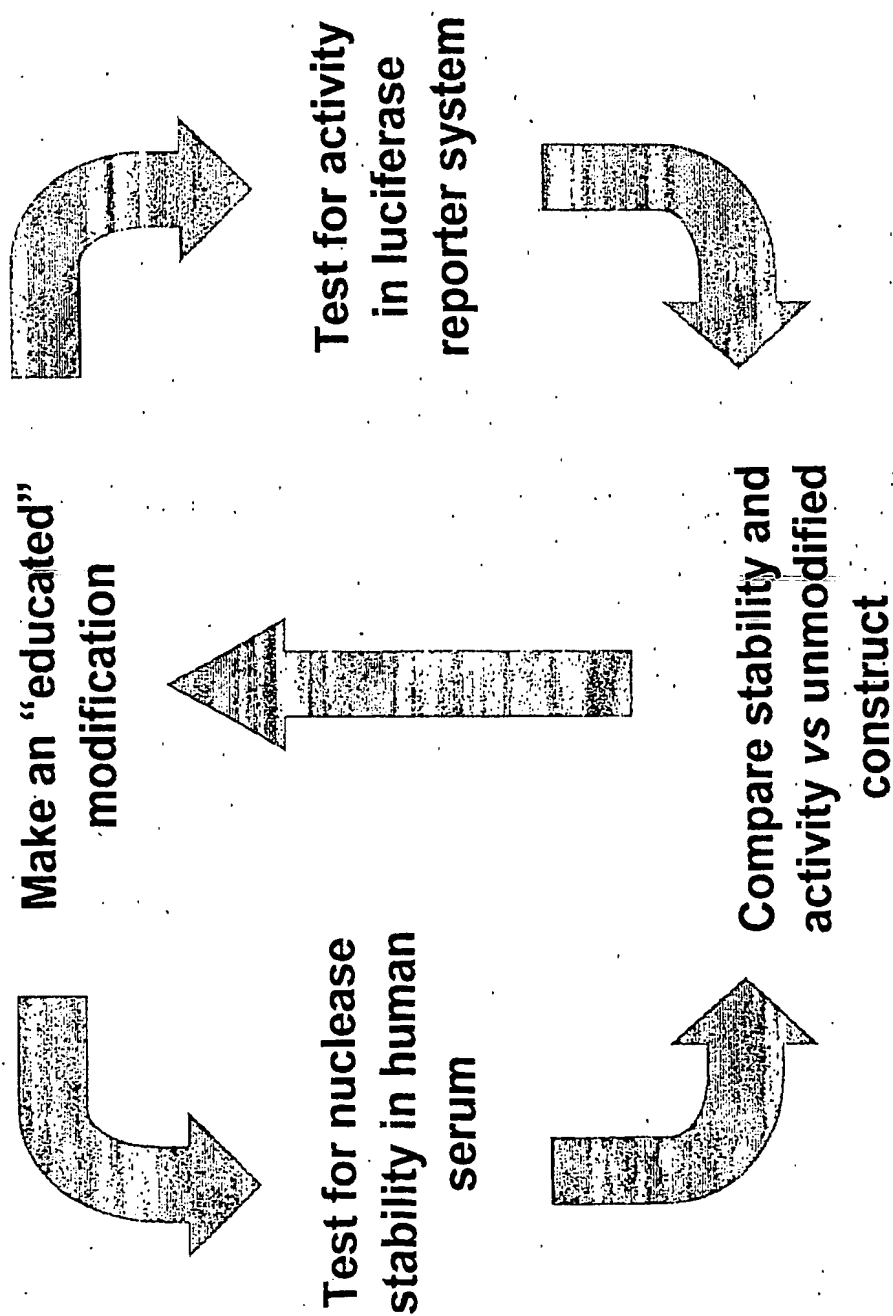 Make an “educated”
modification
Test for nuclease
stability in human
serum
Test for activity
in luciferase
reporter system
Compare stability and
activity vs unmodified
construct